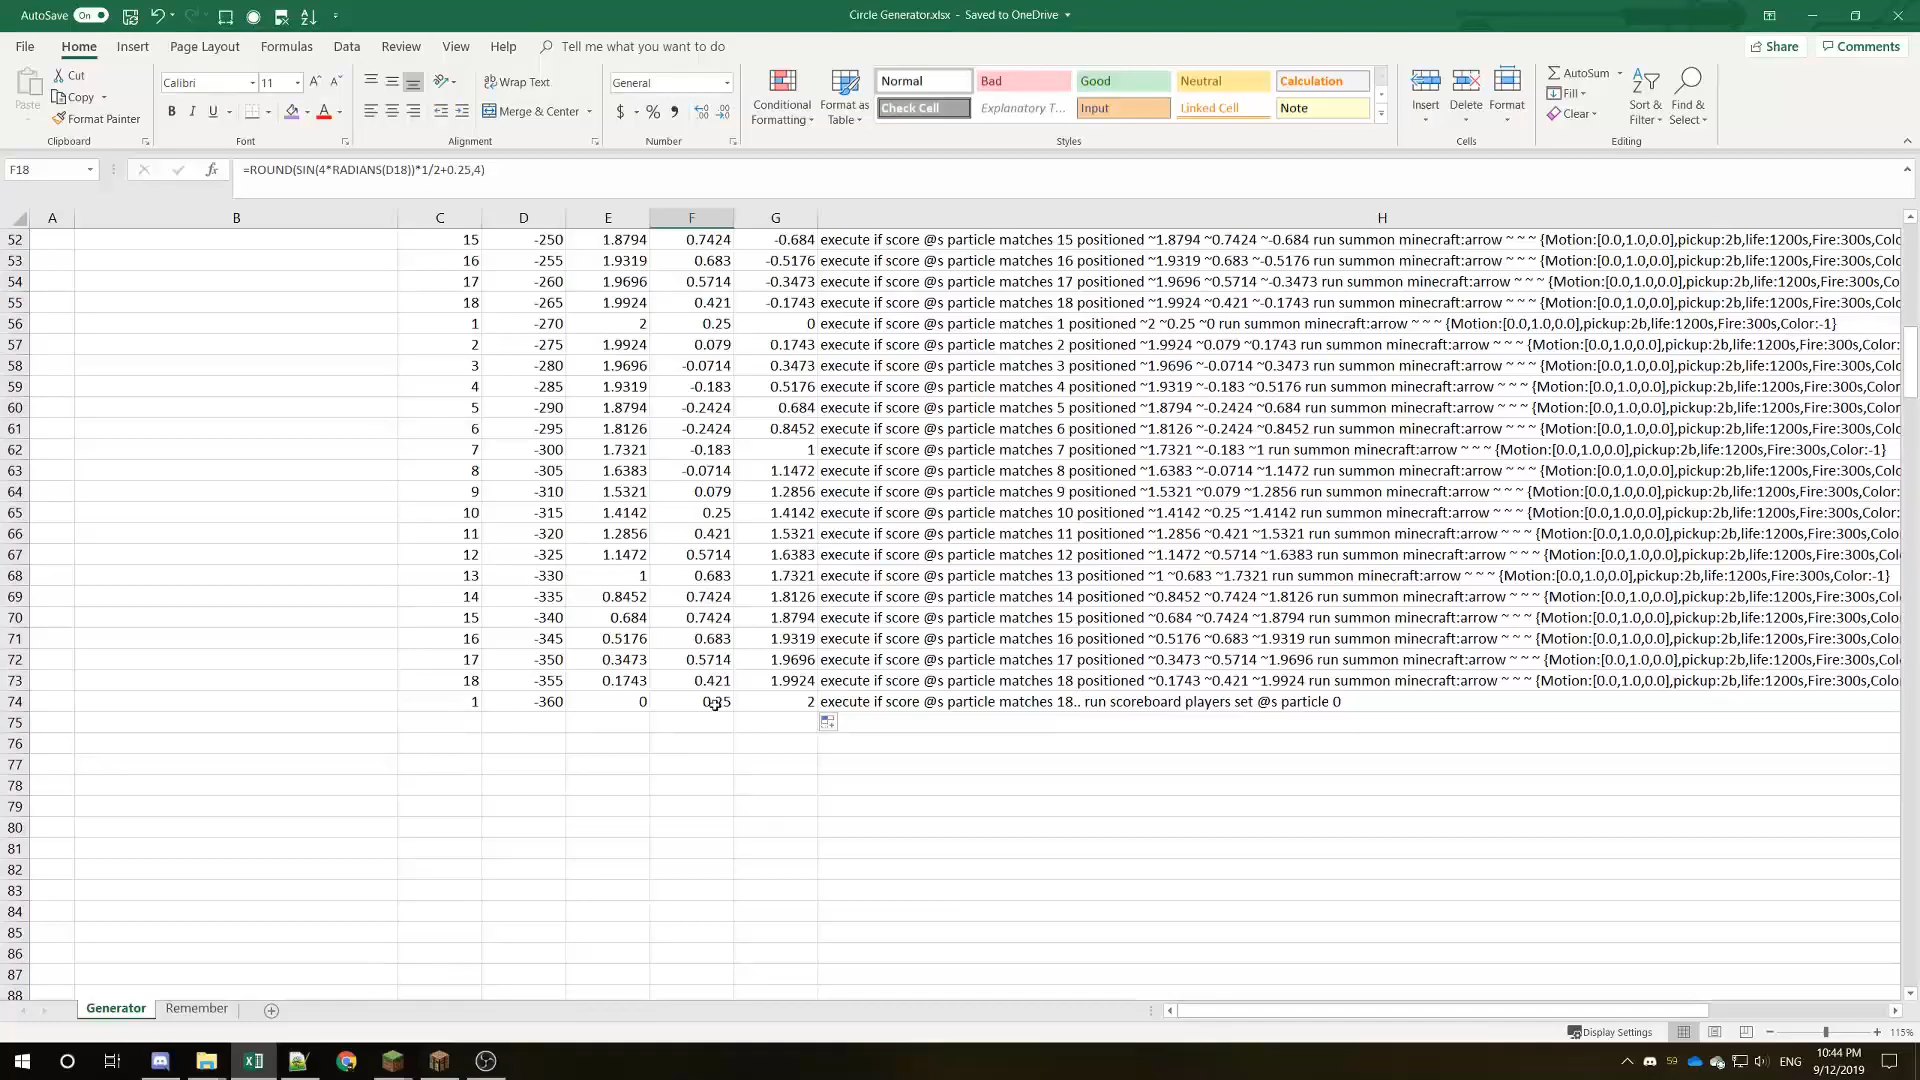 AutoSave On
Circle Generator.xlsx - Saved to OneDrive
File Home Insert Page Layout Formulas Data Review View Help Tell me what you want to do Share Comments
Paste Cut Copy Format Painter Clipboard
Calibri 11 B I U A Font
Wrap Text Merge & Center Alignment
General $ % Number
Conditional Formatting Format as Table
Normal Bad Good Neutral Calculation
Check Cell Explanatory T... Input Linked Cell Note
Styles
Insert Delete Format Cells
AutoSum Fill Clear Sort & Filter Find & Select Editing
F18 fx =ROUND(SIN(4*RADIANS(D18))*1/2+0.25,4)
A B C D E F G H
52 15 -250 1.8794 0.7424 -0.684 execute if score @s particle matches 15 positioned ~1.8794 ~0.7424 ~-0.684 run summon minecraft:arrow ~ ~ ~ {Motion:[0.0,1.0,0.0],pickup:2b,life:1200s,Fire:300s,Colo
53 16 -255 1.9319 0.683 -0.5176 execute if score @s particle matches 16 positioned ~1.9319 ~0.683 ~-0.5176 run summon minecraft:arrow ~ ~ ~ {Motion:[0.0,1.0,0.0],pickup:2b,life:1200s,Fire:300s,Colo
54 17 -260 1.9696 0.5714 -0.3473 execute if score @s particle matches 17 positioned ~1.9696 ~0.5714 ~-0.3473 run summon minecraft:arrow ~ ~ ~ {Motion:[0.0,1.0,0.0],pickup:2b,life:1200s,Fire:300s,Co
55 18 -265 1.9924 0.421 -0.1743 execute if score @s particle matches 18 positioned ~1.9924 ~0.421 ~-0.1743 run summon minecraft:arrow ~ ~ ~ {Motion:[0.0,1.0,0.0],pickup:2b,life:1200s,Fire:300s,Colo
56 1 -270 2 0.25 0 execute if score @s particle matches 1 positioned ~2 ~0.25 ~0 run summon minecraft:arrow ~ ~ ~ {Motion:[0.0,1.0,0.0],pickup:2b,life:1200s,Fire:300s,Color:-1}
57 2 -275 1.9924 0.079 0.1743 execute if score @s particle matches 2 positioned ~1.9924 ~0.079 ~0.1743 run summon minecraft:arrow ~ ~ ~ {Motion:[0.0,1.0,0.0],pickup:2b,life:1200s,Fire:300s,Color:
58 3 -280 1.9696 -0.0714 0.3473 execute if score @s particle matches 3 positioned ~1.9696 ~-0.0714 ~0.3473 run summon minecraft:arrow ~ ~ ~ {Motion:[0.0,1.0,0.0],pickup:2b,life:1200s,Fire:300s,Colo
59 4 -285 1.9319 -0.183 0.5176 execute if score @s particle matches 4 positioned ~1.9319 ~-0.183 ~0.5176 run summon minecraft:arrow ~ ~ ~ {Motion:[0.0,1.0,0.0],pickup:2b,life:1200s,Fire:300s,Color
60 5 -290 1.8794 -0.2424 0.684 execute if score @s particle matches 5 positioned ~1.8794 ~-0.2424 ~0.684 run summon minecraft:arrow ~ ~ ~ {Motion:[0.0,1.0,0.0],pickup:2b,life:1200s,Fire:300s,Color
61 6 -295 1.8126 -0.2424 0.8452 execute if score @s particle matches 6 positioned ~1.8126 ~-0.2424 ~0.8452 run summon minecraft:arrow ~ ~ ~ {Motion:[0.0,1.0,0.0],pickup:2b,life:1200s,Fire:300s,Colo
62 7 -300 1.7321 -0.183 1 execute if score @s particle matches 7 positioned ~1.7321 ~-0.183 ~1 run summon minecraft:arrow ~ ~ ~ {Motion:[0.0,1.0,0.0],pickup:2b,life:1200s,Fire:300s,Color:-1}
63 8 -305 1.6383 -0.0714 1.1472 execute if score @s particle matches 8 positioned ~1.6383 ~-0.0714 ~1.1472 run summon minecraft:arrow ~ ~ ~ {Motion:[0.0,1.0,0.0],pickup:2b,life:1200s,Fire:300s,Colo
64 9 -310 1.5321 0.079 1.2856 execute if score @s particle matches 9 positioned ~1.5321 ~0.079 ~1.2856 run summon minecraft:arrow ~ ~ ~ {Motion:[0.0,1.0,0.0],pickup:2b,life:1200s,Fire:300s,Color:
65 10 -315 1.4142 0.25 1.4142 execute if score @s particle matches 10 positioned ~1.4142 ~0.25 ~1.4142 run summon minecraft:arrow ~ ~ ~ {Motion:[0.0,1.0,0.0],pickup:2b,life:1200s,Fire:300s,Color:
66 11 -320 1.2856 0.421 1.5321 execute if score @s particle matches 11 positioned ~1.2856 ~0.421 ~1.5321 run summon minecraft:arrow ~ ~ ~ {Motion:[0.0,1.0,0.0],pickup:2b,life:1200s,Fire:300s,Colo
67 12 -325 1.1472 0.5714 1.6383 execute if score @s particle matches 12 positioned ~1.1472 ~0.5714 ~1.6383 run summon minecraft:arrow ~ ~ ~ {Motion:[0.0,1.0,0.0],pickup:2b,life:1200s,Fire:300s,Co
68 13 -330 1 0.683 1.7321 execute if score @s particle matches 13 positioned ~1 ~0.683 ~1.7321 run summon minecraft:arrow ~ ~ ~ {Motion:[0.0,1.0,0.0],pickup:2b,life:1200s,Fire:300s,Color:-1}
69 14 -335 0.8452 0.7424 1.8126 execute if score @s particle matches 14 positioned ~0.8452 ~0.7424 ~1.8126 run summon minecraft:arrow ~ ~ ~ {Motion:[0.0,1.0,0.0],pickup:2b,life:1200s,Fire:300s,Co
70 15 -340 0.684 0.7424 1.8794 execute if score @s particle matches 15 positioned ~0.684 ~0.7424 ~1.8794 run summon minecraft:arrow ~ ~ ~ {Motion:[0.0,1.0,0.0],pickup:2b,life:1200s,Fire:300s,Colo
71 16 -345 0.5176 0.683 1.9319 execute if score @s particle matches 16 positioned ~0.5176 ~0.683 ~1.9319 run summon minecraft:arrow ~ ~ ~ {Motion:[0.0,1.0,0.0],pickup:2b,life:1200s,Fire:300s,Colo
72 17 -350 0.3473 0.5714 1.9696 execute if score @s particle matches 17 positioned ~0.3473 ~0.5714 ~1.9696 run summon minecraft:arrow ~ ~ ~ {Motion:[0.0,1.0,0.0],pickup:2b,life:1200s,Fire:300s,Co
73 18 -355 0.1743 0.421 1.9924 execute if score @s particle matches 18 positioned ~0.1743 ~0.421 ~1.9924 run summon minecraft:arrow ~ ~ ~ {Motion:[0.0,1.0,0.0],pickup:2b,life:1200s,Fire:300s,Colo
74 1 -360 0 0.25 2 execute if score @s particle matches 18.. run scoreboard players set @s particle 0
75
76
77
78
79
80
81
82
83
84
85
86
87
88
Generator Remember
Display Settings 115%
59 ENG 10:44 PM
9/12/2019